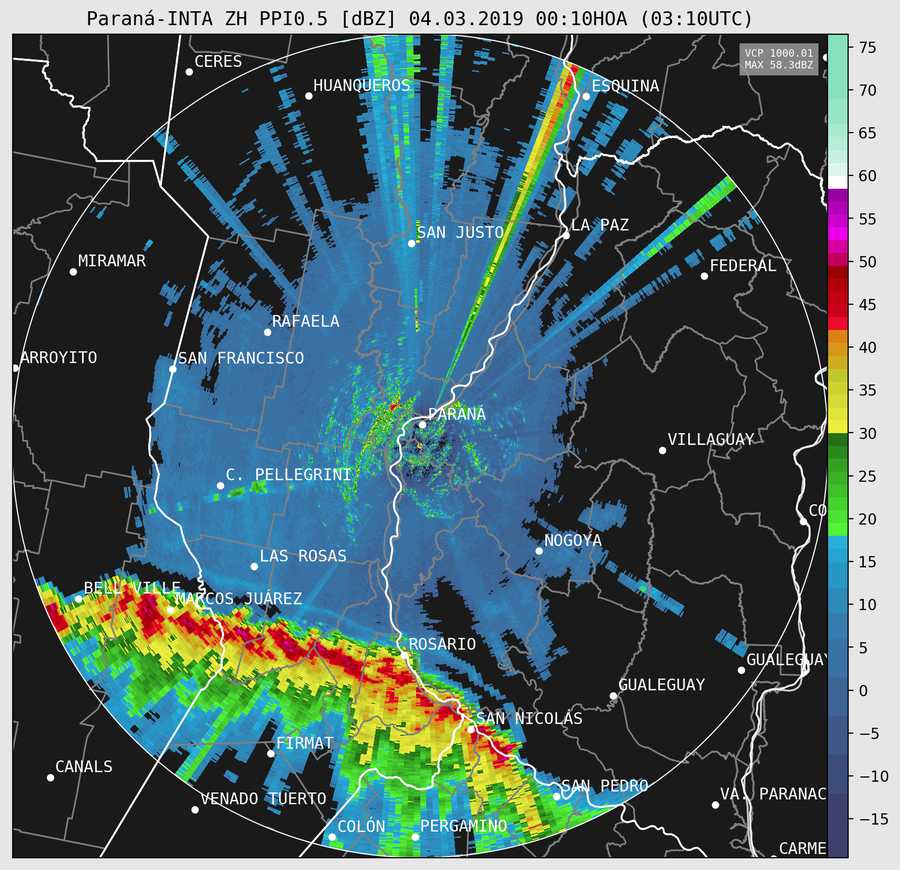 Paraná-INTA ZH PPI0.5 [dBZ] 04.03.2019 00:10HOA (03:10UTC)
VCP 1000.01
MAX 58.3dBZ
CERES
HUANQUEROS
ESQUINA
SAN JUSTO
LA PAZ
MIRAMAR
FEDERAL
RAFAELA
ARROYITO
SAN FRANCISCO
PARANÁ
VILLAGUAY
C. PELLEGRINI
CO
NOGOYA
LAS ROSAS
BELL VILLE
MARCOS JUÁREZ
ROSARIO
GUALEGUAY
GUALEGUAY
SAN NICOLÁS
FIRMAT
CANALS
SAN PEDRO
VENADO TUERTO
VA. PARANAC
COLÓN
PERGAMINO
CARME
75
70
65
60
55
50
45
40
35
30
25
20
15
10
5
0
−5
−10
−15